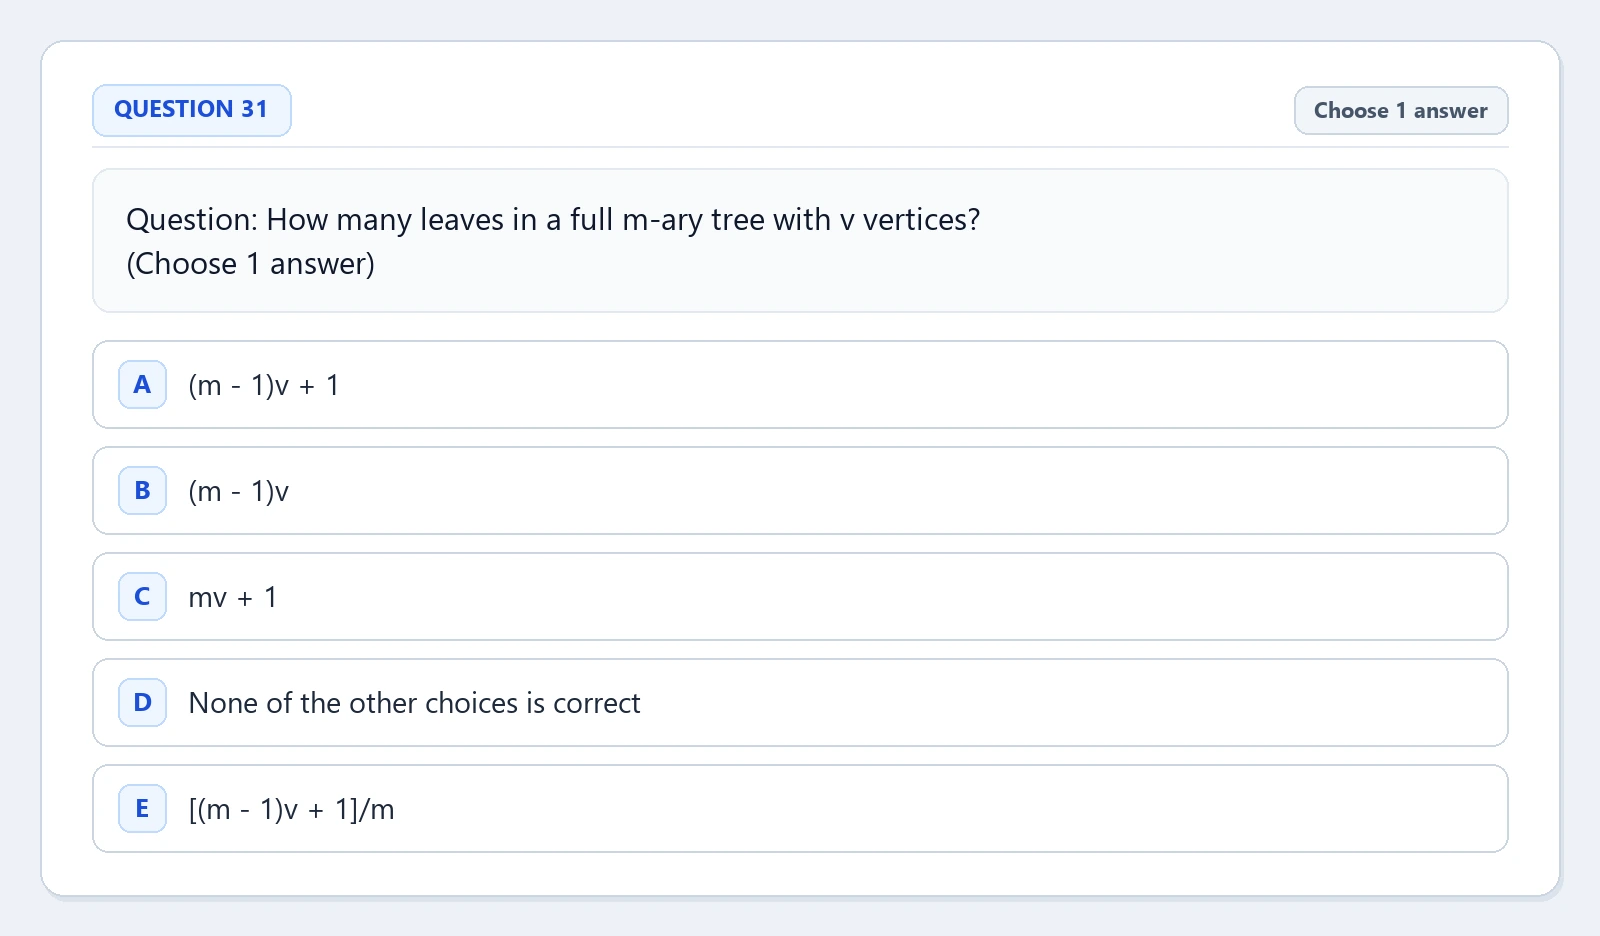 QUESTION 31
Choose 1 answer
Question: How many leaves in a full m-ary tree with v vertices?
(Choose 1 answer)
A (m - 1)v + 1
B (m - 1)v
C mv + 1
D None of the other choices is correct
E [(m - 1)v + 1]/m